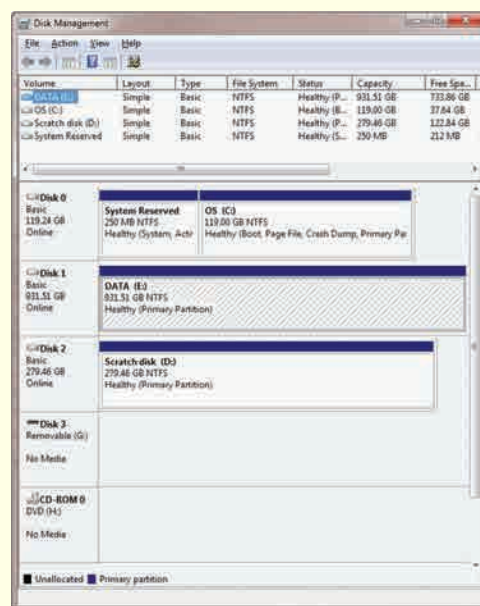 Disk Management
File Action View Help
Volume Layout Type File System Status Capacity Free Spa...
DATA (E:) Simple Basic NTFS Healthy (P... 931.51 GB 733.86 GB
OS (C:) Simple Basic NTFS Healthy (B... 119.00 GB 37.64 GB
Scratch disk (D:) Simple Basic NTFS Healthy (P... 279.46 GB 122.84 GB
System Reserved Simple Basic NTFS Healthy (S... 250 MB 212 MB
Disk 0
Basic
119.24 GB
Online
System Reserved
250 MB NTFS
Healthy (System, Acti
OS (C:)
119.00 GB NTFS
Healthy (Boot, Page File, Crash Dump, Primary Par
Disk 1
Basic
931.51 GB
Online
DATA (E:)
931.51 GB NTFS
Healthy (Primary Partition)
Disk 2
Basic
279.46 GB
Online
Scratch disk (D:)
279.46 GB NTFS
Healthy (Primary Partition)
Disk 3
Removable (G:)
No Media
CD-ROM 0
DVD (H:)
No Media
Unallocated Primary partition